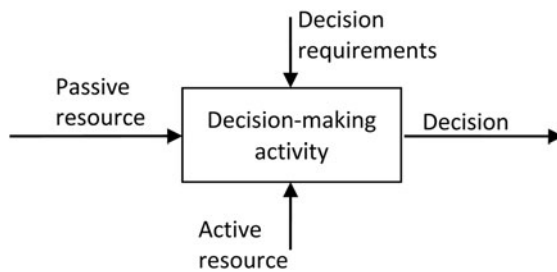 Decision
requirements
Passive
resource
Decision-making
activity
Decision
Active
resource